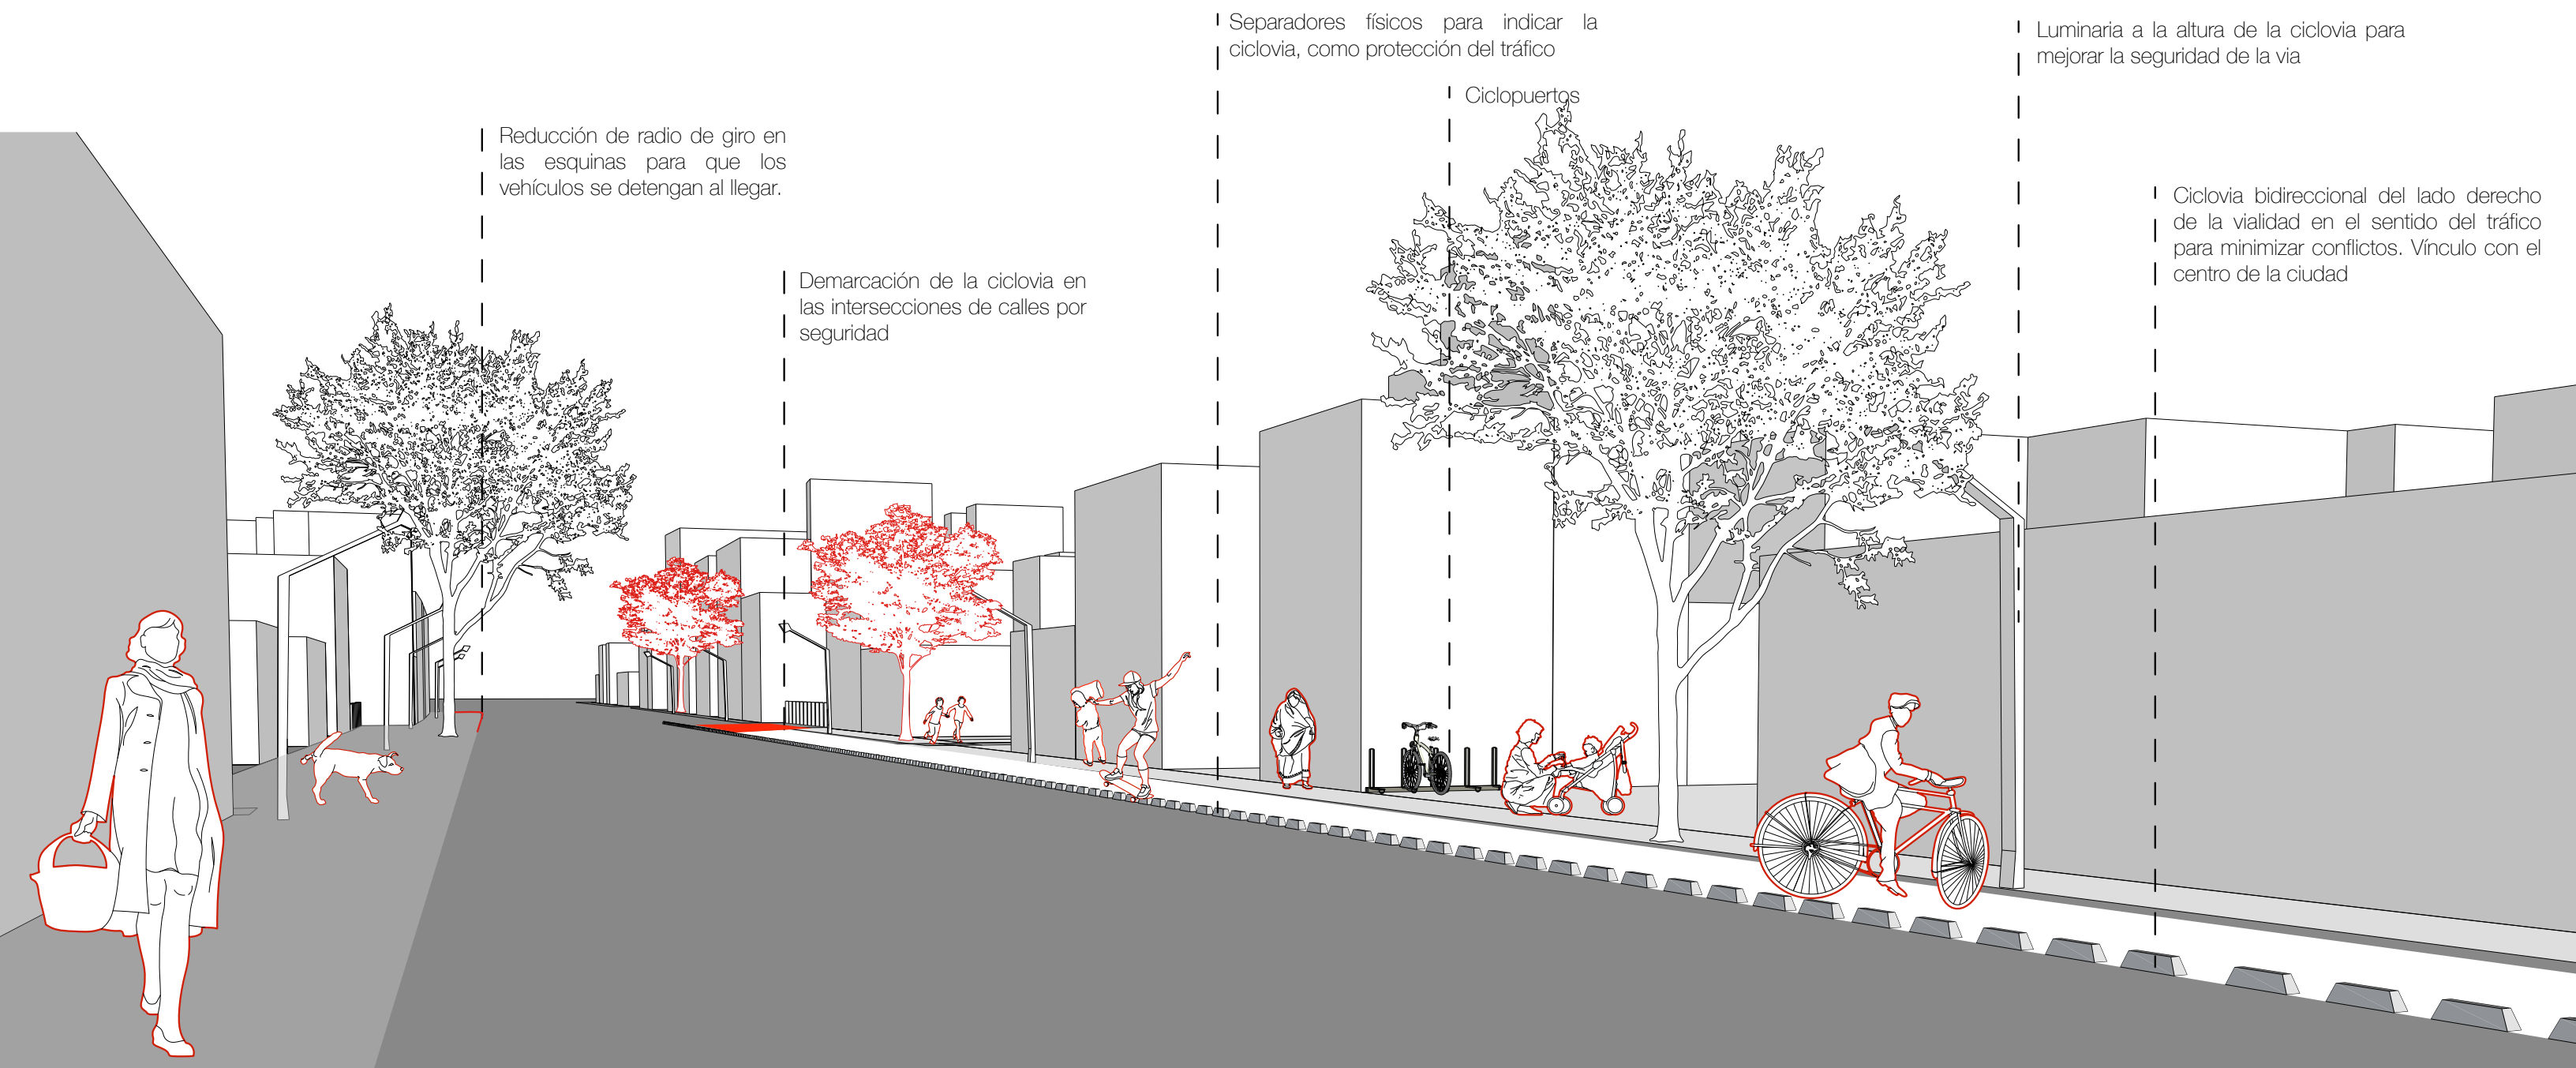 Reducción de radio de giro en
las esquinas para que los
vehículos se detengan al llegar.
Demarcación de la ciclovia en
las intersecciones de calles por
seguridad
Separadores físicos para indicar la
ciclovia, como protección del tráfico
Ciclopuertos
Luminaria a la altura de la ciclovia para
mejorar la seguridad de la via
Ciclovia bidireccional del lado derecho
de la vialidad en el sentido del tráfico
para minimizar conflictos. Vínculo con el
centro de la ciudad